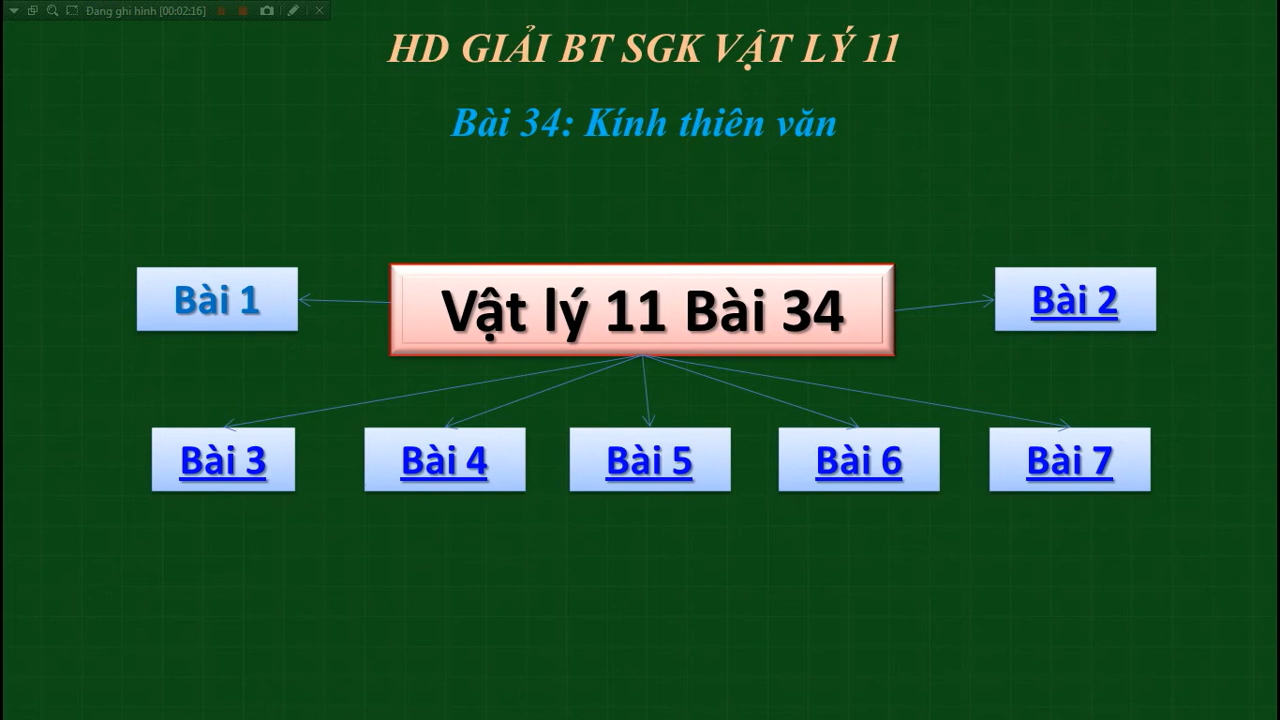 Đang ghi hình [00:02:16]
HD GIẢI BT SGK VẬT LÝ 11
Bài 34: Kính thiên văn
Bài 1
Vật lý 11 Bài 34
Bài 2
Bài 3
Bài 4
Bài 5
Bài 6
Bài 7